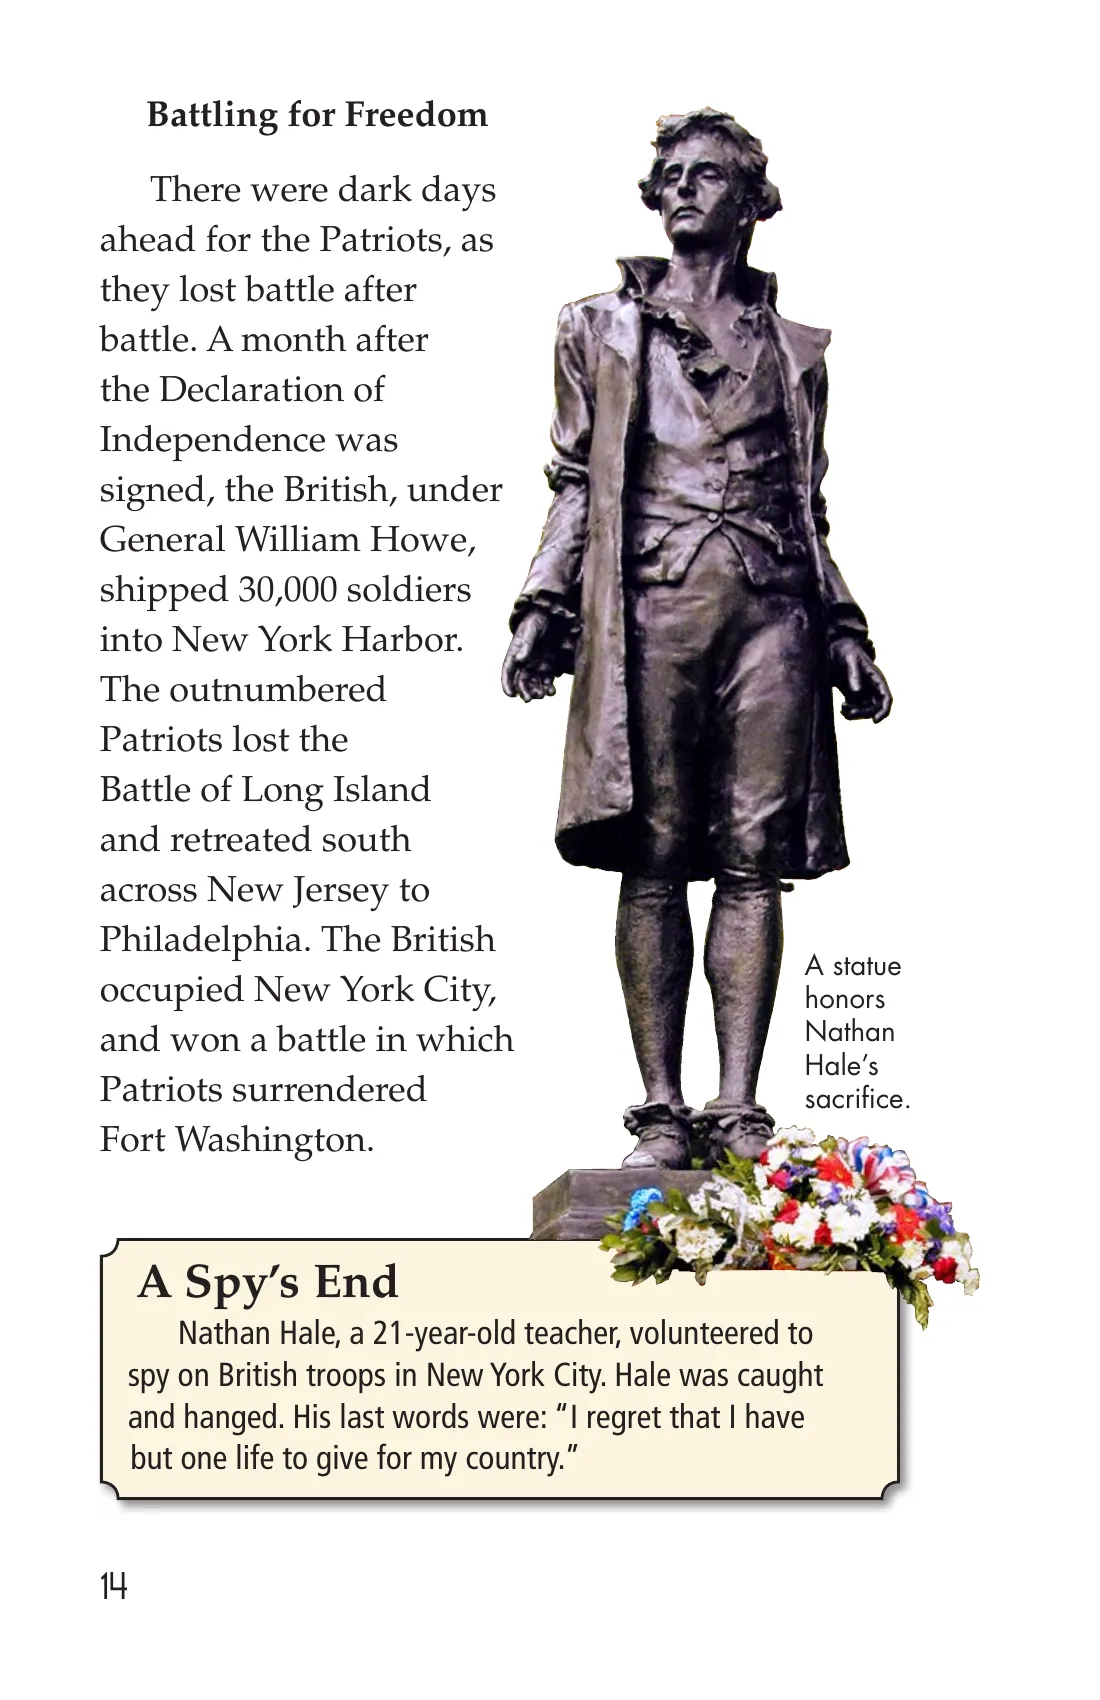 Battling for Freedom
There were dark days
ahead for the Patriots, as
they lost battle after
battle. A month after
the Declaration of
Independence was
signed, the British, under
General William Howe,
shipped 30,000 soldiers
into New York Harbor.
The outnumbered
Patriots lost the
Battle of Long Island
and retreated south
across New Jersey to
Philadelphia. The British
occupied New York City,
and won a battle in which
Patriots surrendered
Fort Washington.
A statue
honors
Nathan
Hale’s
sacrifice.
A Spy’s End
Nathan Hale, a 21-year-old teacher, volunteered to
spy on British troops in New York City. Hale was caught
and hanged. His last words were: “I regret that I have
but one life to give for my country.”
14